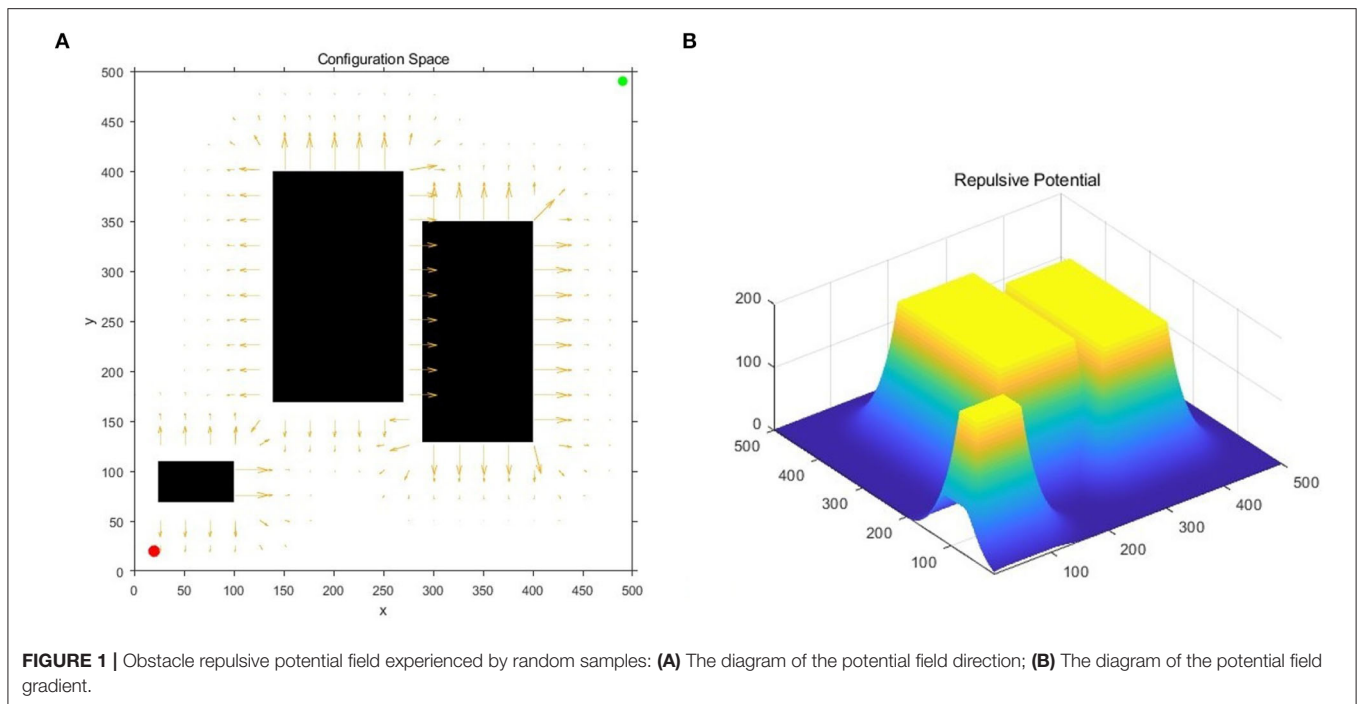 A
Configuration Space
500
450
400
350
300
250
200
150
100
50
0
y
0 50 100 150 200 250 300 350 400 450 500
x
B
Repulsive Potential
200
100
0
500
400
300
200
100
100
200
300
400
500
FIGURE 1 | Obstacle repulsive potential field experienced by random samples: (A) The diagram of the potential field direction; (B) The diagram of the potential field
gradient.